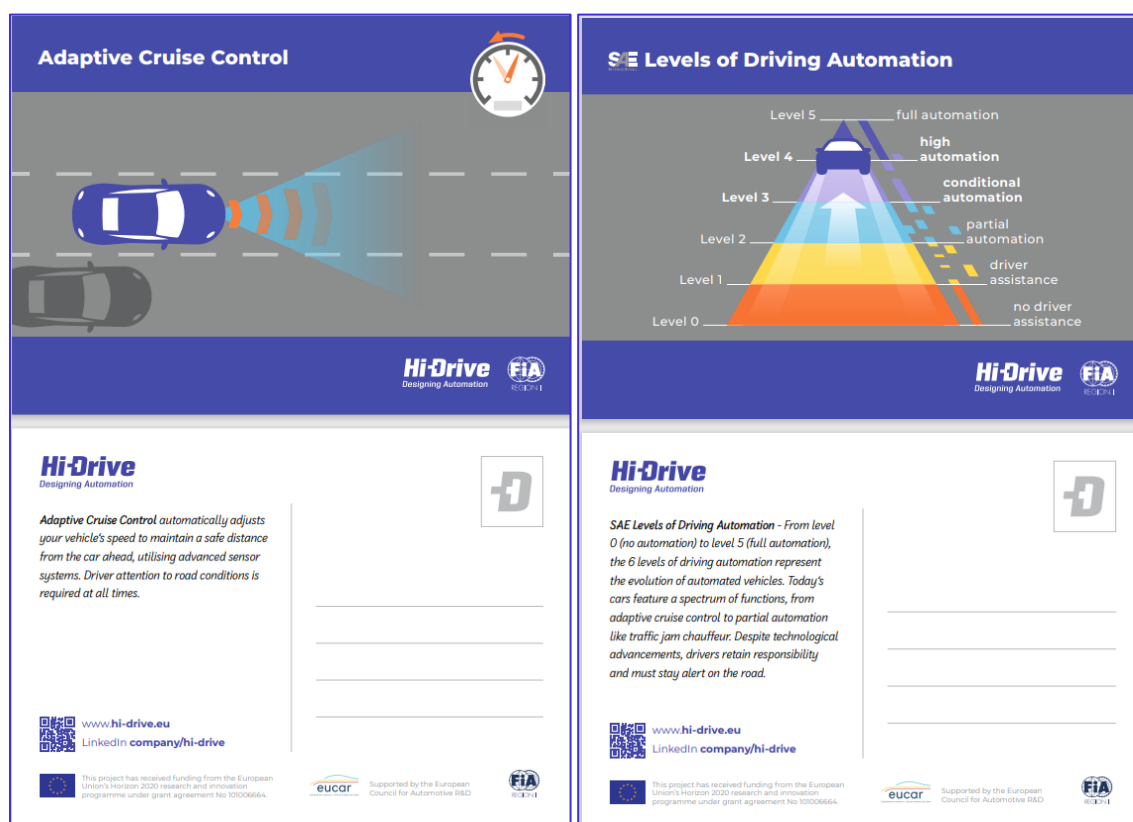 Adaptive Cruise Control
Hi-Drive
Designing Automation
FiA
REGION I
Hi-Drive
Designing Automation
Adaptive Cruise Control automatically adjusts
your vehicle's speed to maintain a safe distance
from the car ahead, utilising advanced sensor
systems. Driver attention to road conditions is
required at all times.
www.hi-drive.eu
LinkedIn company/hi-drive
This project has received funding from the European
Union's Horizon 2020 research and innovation
programme under grant agreement No 101006664.
eucar
Supported by the European
Council for Automotive R&D
FiA
REGION I
SAE Levels of Driving Automation
Level 5 full automation
Level 4 high
automation
Level 3 conditional
automation
Level 2 partial
automation
Level 1 driver
assistance
Level 0 no driver
assistance
Hi-Drive
Designing Automation
FiA
REGION I
Hi-Drive
Designing Automation
SAE Levels of Driving Automation - From level
0 (no automation) to level 5 (full automation),
the 6 levels of driving automation represent
the evolution of automated vehicles. Today's
cars feature a spectrum of functions, from
adaptive cruise control to partial automation
like traffic jam chauffeur. Despite technological
advancements, drivers retain responsibility
and must stay alert on the road.
www.hi-drive.eu
LinkedIn company/hi-drive
This project has received funding from the European
Union's Horizon 2020 research and innovation
programme under grant agreement No 101006664.
eucar
Supported by the European
Council for Automotive R&D
FiA
REGION I